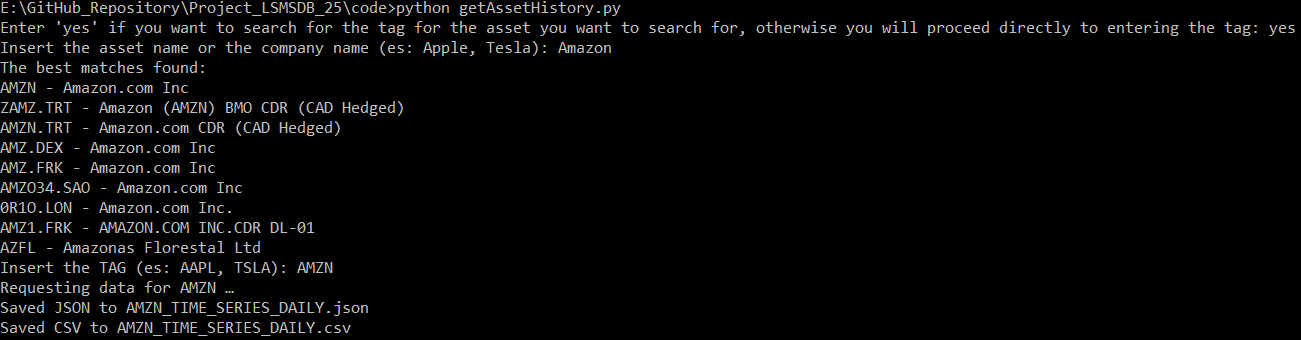 E:\GitHub_Repository\Project_LSMSDB_25\code>python getAssetHistory.py
Enter 'yes' if you want to search for the tag for the asset you want to search for, otherwise you will proceed directly to entering the tag: yes
Insert the asset name or the company name (es: Apple, Tesla): Amazon
The best matches found:
AMZN - Amazon.com Inc
ZAMZ.TRT - Amazon (AMZN) BMO CDR (CAD Hedged)
AMZN.TRT - Amazon.com CDR (CAD Hedged)
AMZ.DEX - Amazon.com Inc
AMZ.FRK - Amazon.com Inc
AMZO34.SAO - Amazon.com Inc
0R1O.LON - Amazon.com Inc.
AMZ1.FRK - AMAZON.COM INC.CDR DL-01
AZFL - Amazonas Florestal Ltd
Insert the TAG (es: AAPL, TSLA): AMZN
Requesting data for AMZN …
Saved JSON to AMZN_TIME_SERIES_DAILY.json
Saved CSV to AMZN_TIME_SERIES_DAILY.csv